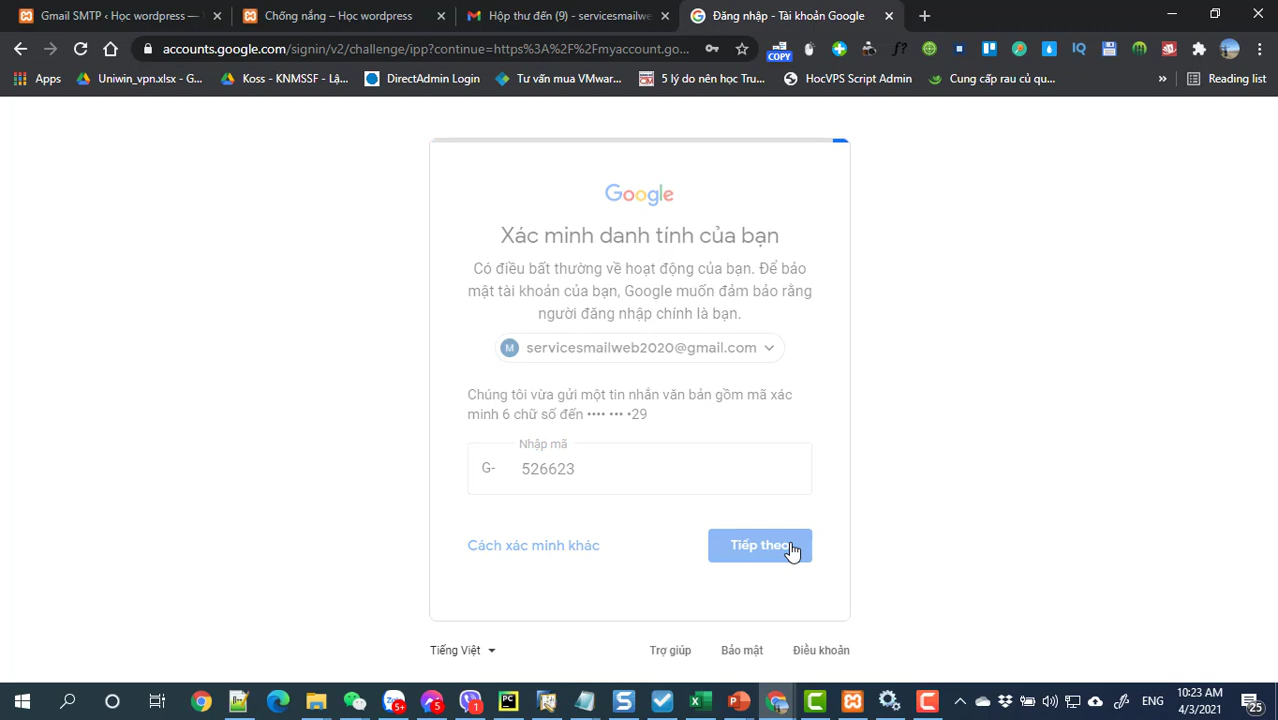 Gmail SMTP ‹ Học wordpress —
Chống nắng – Học wordpress
Hộp thư đến (9) - servicesmailwe
Đăng nhập - Tài khoản Google
accounts.google.com/signin/v2/challenge/ipp?continue=https%3A%2F%2Fmyaccount.go...
COPY
Apps
Uniwin_vpn.xlsx - G...
Koss - KNMSSF - Lậ...
DirectAdmin Login
Tư vấn mua VMwar...
5 lý do nên học Tru...
HocVPS Script Admin
Cung cấp rau củ qu...
»
Reading list
Google
Xác minh danh tính của bạn
Có điều bất thường về hoạt động của bạn. Để bảo
mật tài khoản của bạn, Google muốn đảm bảo rằng
người đăng nhập chính là bạn.
M servicesmailweb2020@gmail.com
Chúng tôi vừa gửi một tin nhắn văn bản gồm mã xác
minh 6 chữ số đến •••• ••• •29
Nhập mã
G- 526623
Cách xác minh khác
Tiếp theo
Tiếng Việt
Trợ giúp
Bảo mật
Điều khoản
ENG
10:23 AM
4/3/2021
25